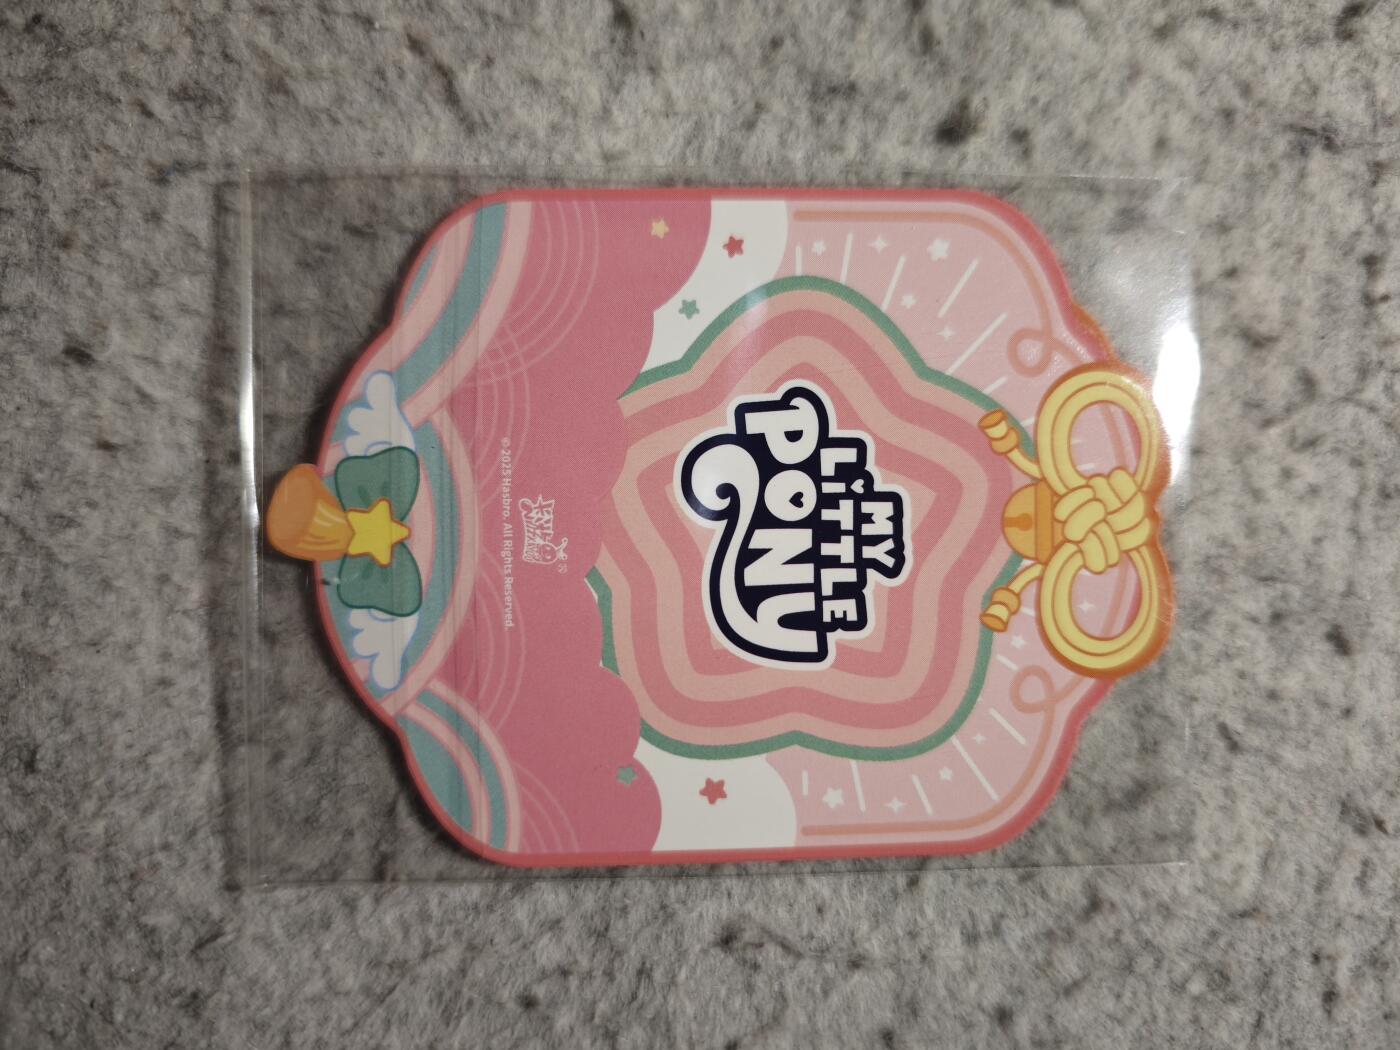 MY
LITTLE
PONY
©2025 Hasbro. All Rights Reserved.